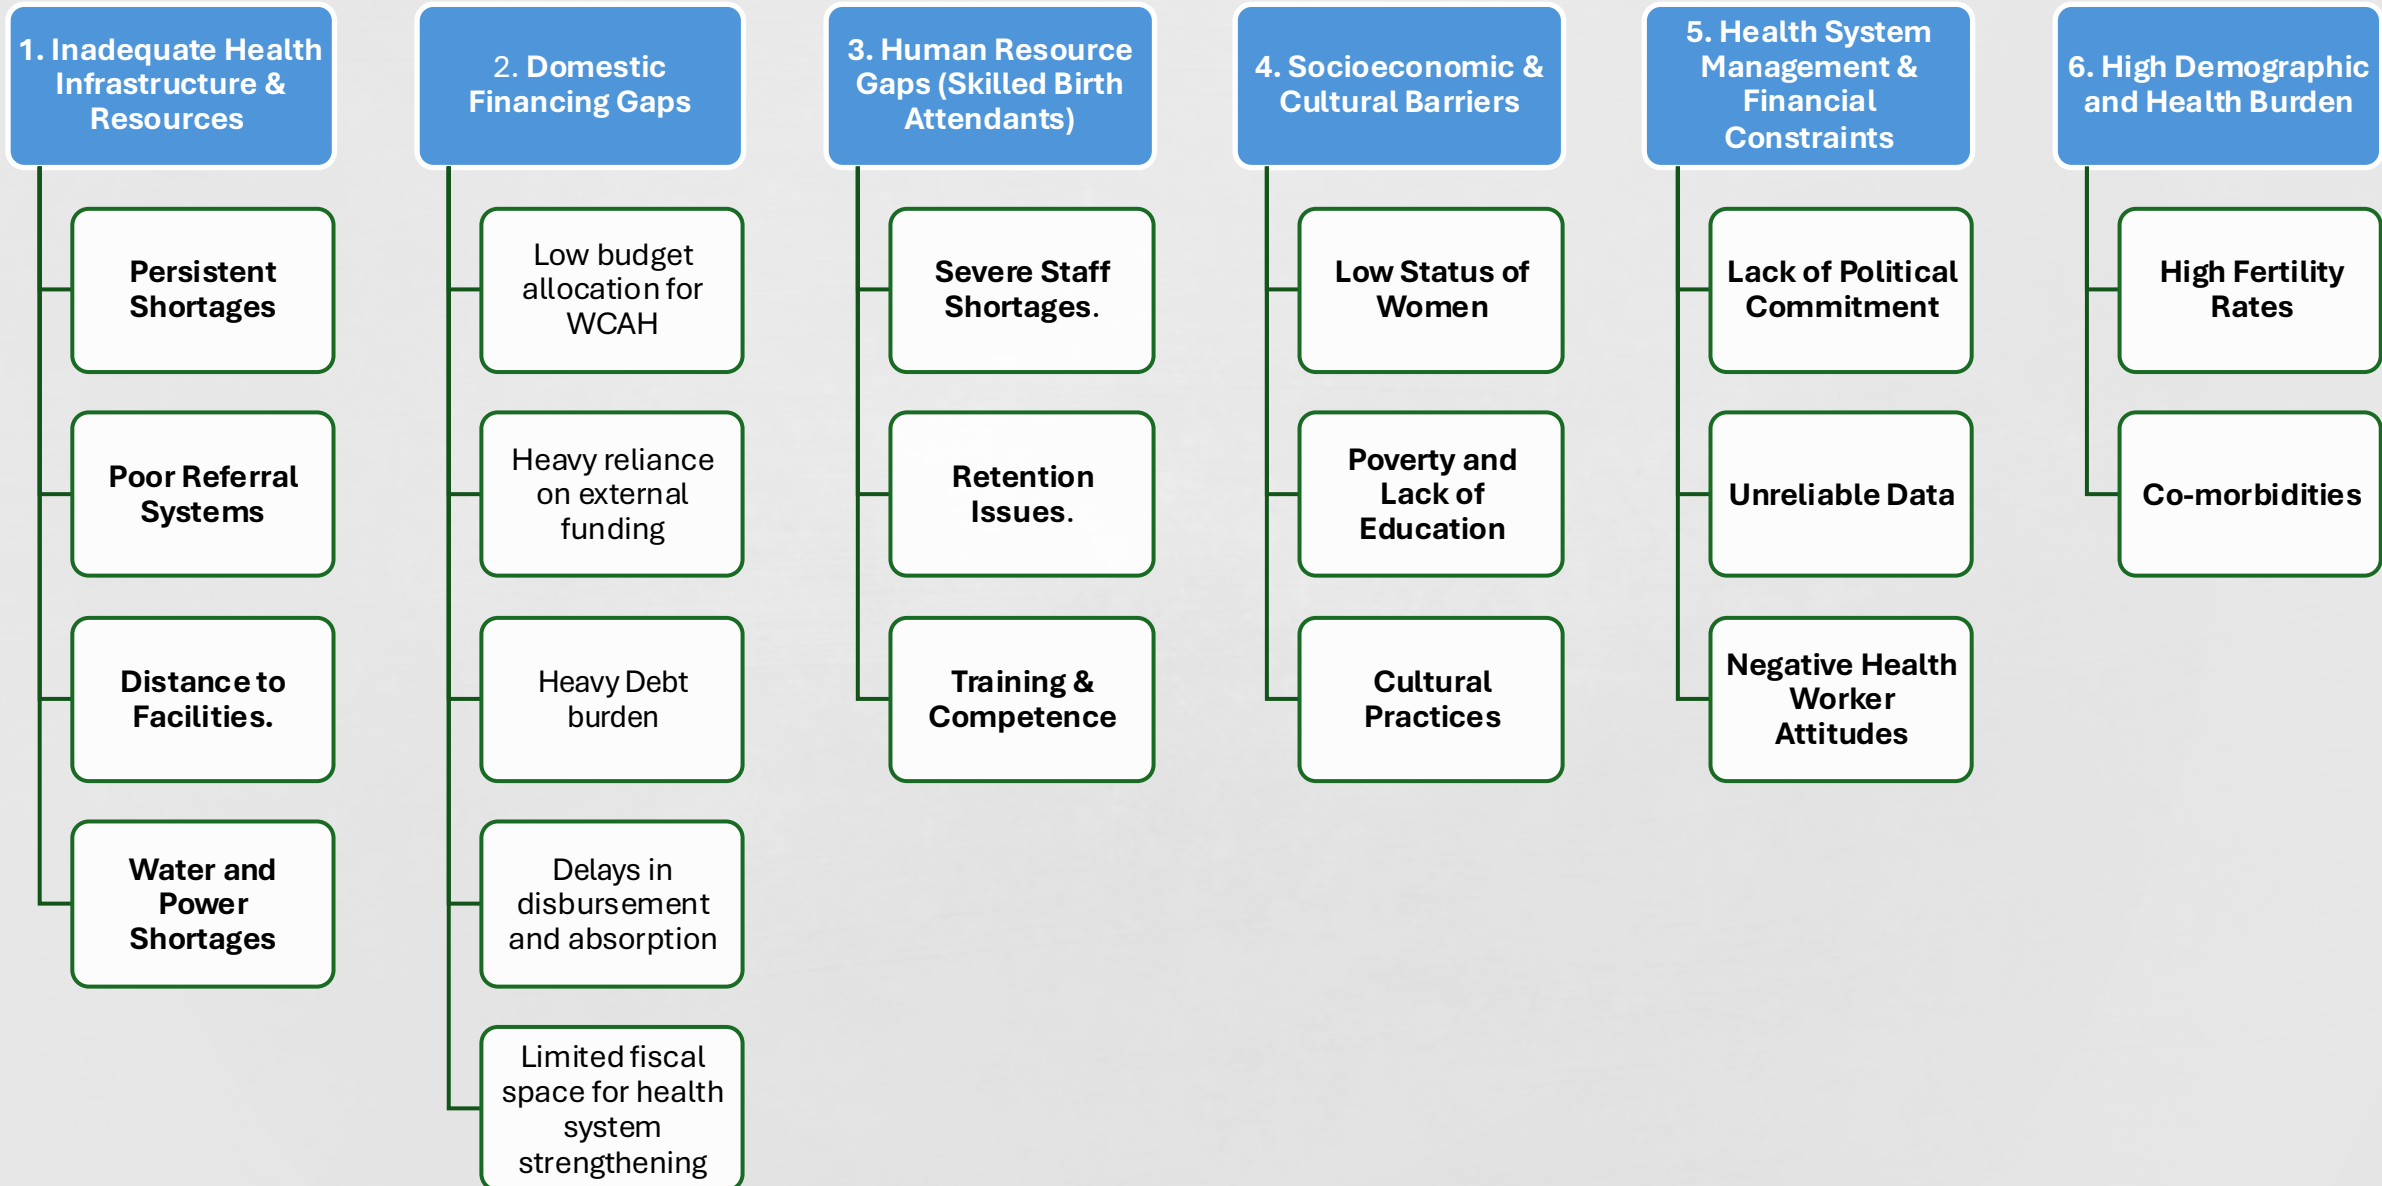 1. Inadequate Health
Infrastructure &
Resources
Persistent
Shortages
Poor Referral
Systems
Distance to
Facilities.
Water and
Power
Shortages
2. Domestic
Financing Gaps
Low budget
allocation for
WCAH
Heavy reliance
on external
funding
Heavy Debt
burden
Delays in
disbursement
and absorption
Limited fiscal
space for health
system
strengthening
3. Human Resource
Gaps (Skilled Birth
Attendants)
Severe Staff
Shortages.
Retention
Issues.
Training &
Competence
4. Socioeconomic &
Cultural Barriers
Low Status of
Women
Poverty and
Lack of
Education
Cultural
Practices
5. Health System
Management &
Financial
Constraints
Lack of Political
Commitment
Unreliable Data
Negative Health
Worker
Attitudes
6. High Demographic
and Health Burden
High Fertility
Rates
Co-morbidities